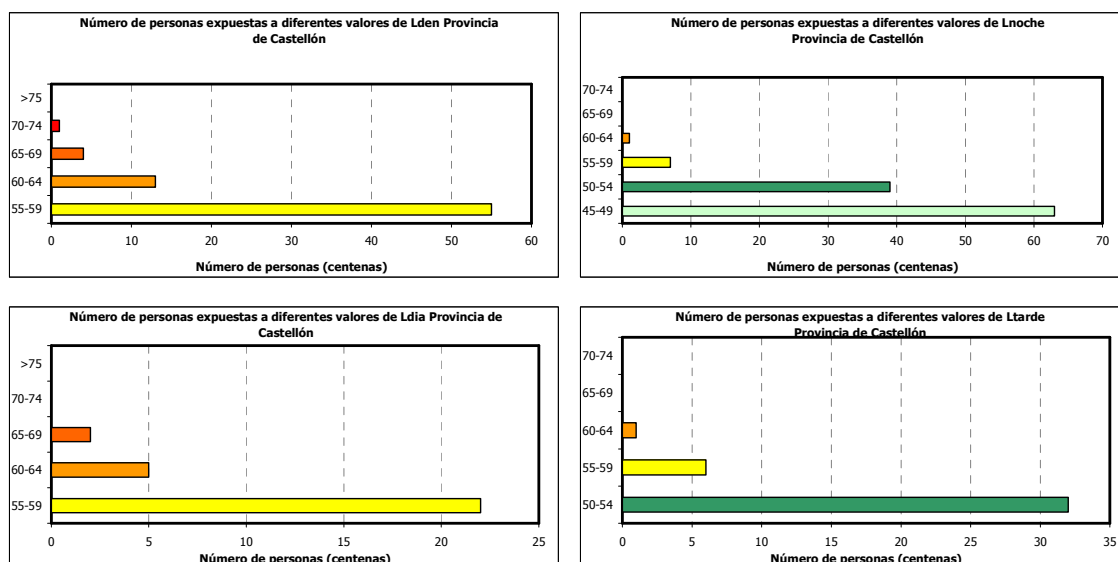 Número de personas expuestas a diferentes valores de Lden Provincia
de Castellón
>75
70-74
65-69
60-64
55-59
0 10 20 30 40 50 60
Número de personas (centenas)
Número de personas expuestas a diferentes valores de Lnoche
Provincia de Castellón
70-74
65-69
60-64
55-59
50-54
45-49
0 10 20 30 40 50 60 70
Número de personas (centenas)
Número de personas expuestas a diferentes valores de Ldia Provincia de
Castellón
>75
70-74
65-69
60-64
55-59
0 5 10 15 20 25
Número de personas (centenas)
Número de personas expuestas a diferentes valores de Ltarde
Provincia de Castellón
70-74
65-69
60-64
55-59
50-54
0 5 10 15 20 25 30 35
Número de personas (centenas)